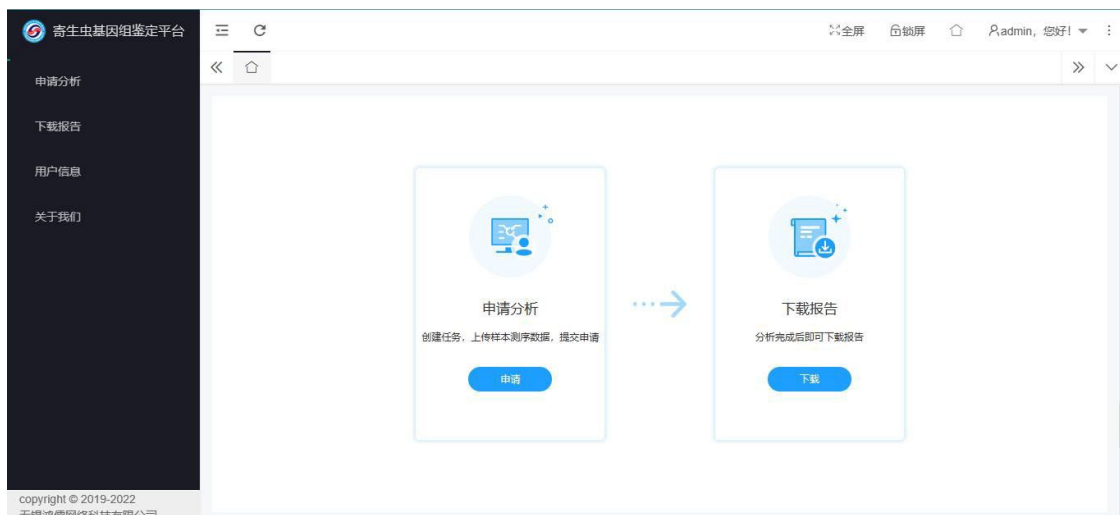 寄生虫基因组鉴定平台
全屏
锁屏
admin，您好！
申请分析
下载报告
用户信息
关于我们
申请分析
创建任务，上传样本测序数据，提交申请
申请
下载报告
分析完成后即可下载报告
下载
copyright © 2019-2022